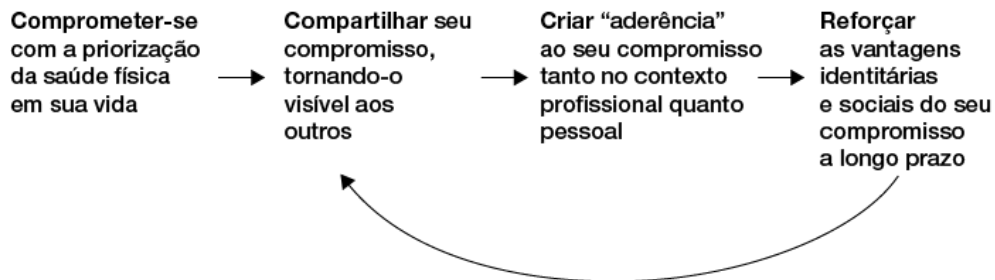 Comprometer-se
com a priorização
da saúde física
em sua vida
Compartilhar seu
compromisso,
tornando-o
visível aos
outros
Criar “aderência”
ao seu compromisso
tanto no contexto
profissional quanto
pessoal
Reforçar
as vantagens
identitárias
e sociais do seu
compromisso
a longo prazo